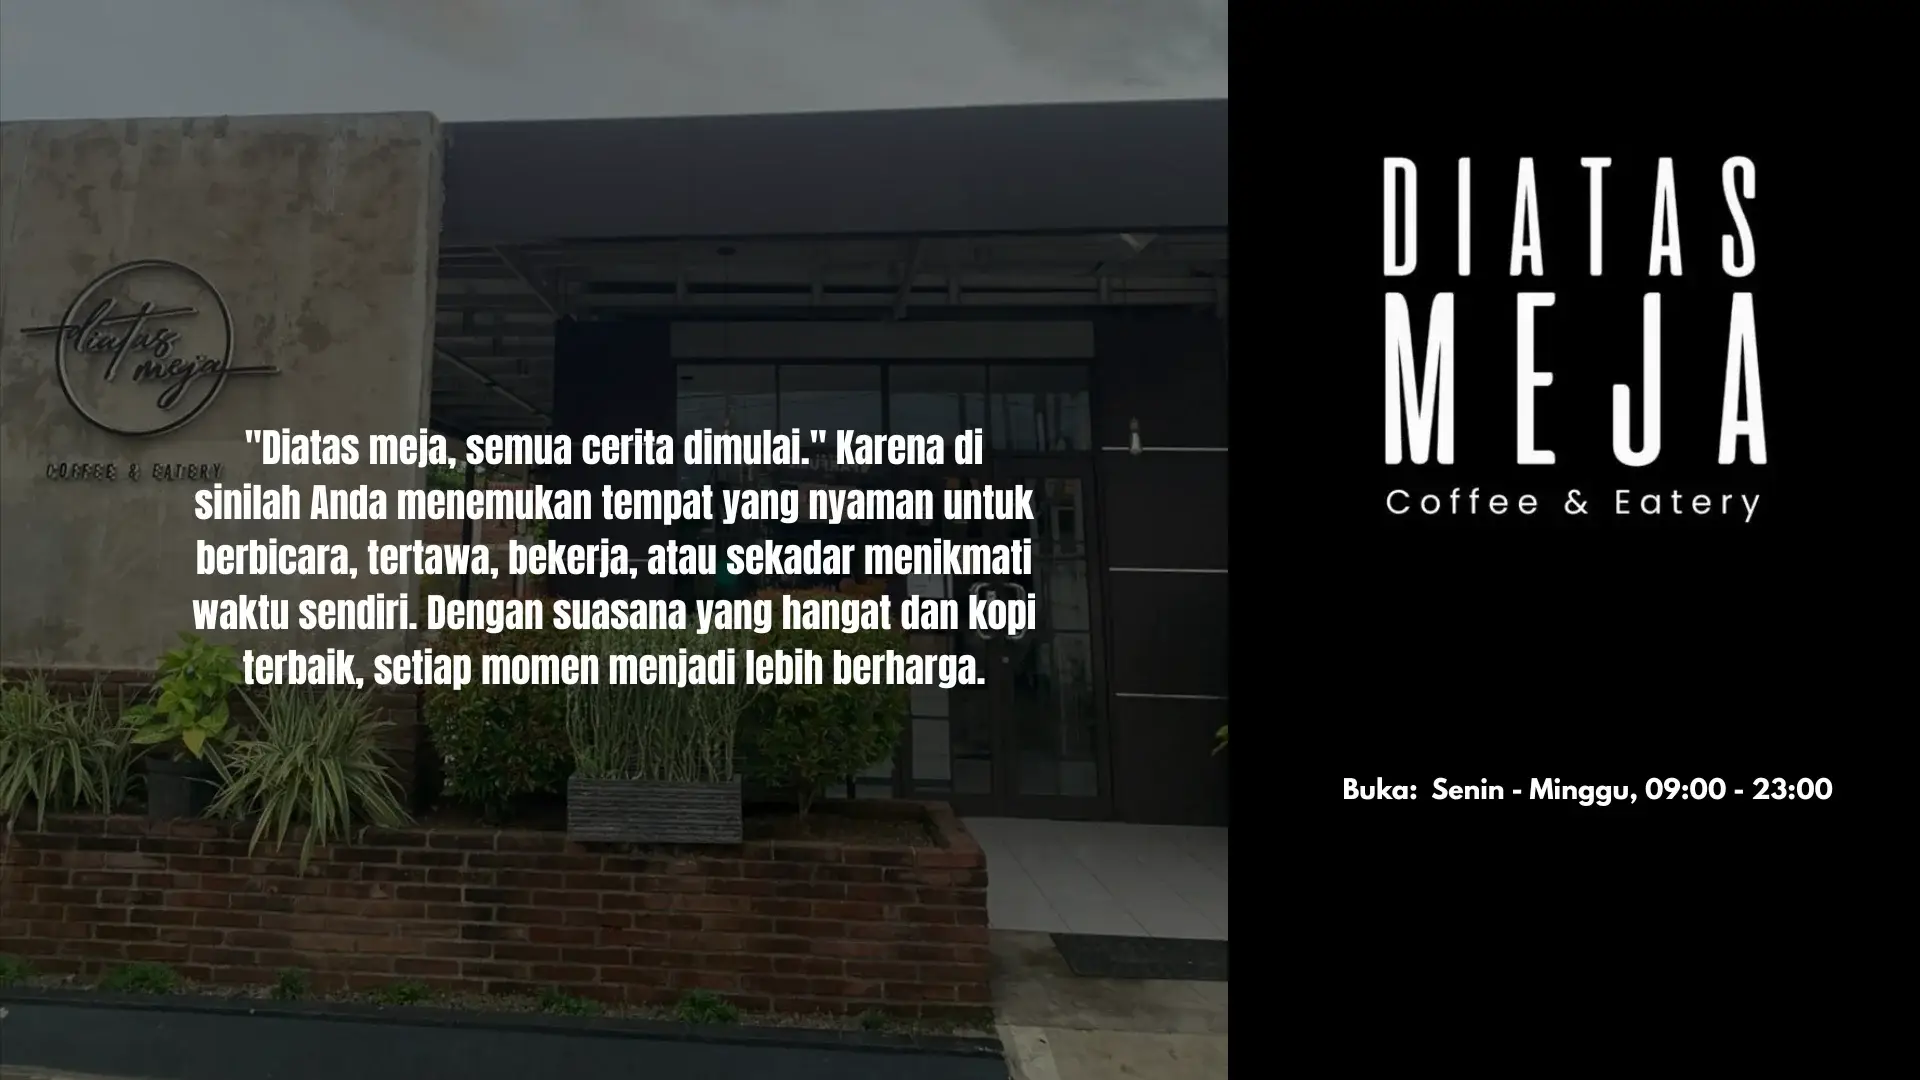 diatas
meja
COFFEE & EATERY
"Diatas meja, semua cerita dimulai." Karena di
sinilah Anda menemukan tempat yang nyaman untuk
berbicara, tertawa, bekerja, atau sekadar menikmati
waktu sendiri. Dengan suasana yang hangat dan kopi
terbaik, setiap momen menjadi lebih berharga.
DIATAS
MEJA
Coffee & Eatery
Buka: Senin - Minggu, 09:00 - 23:00